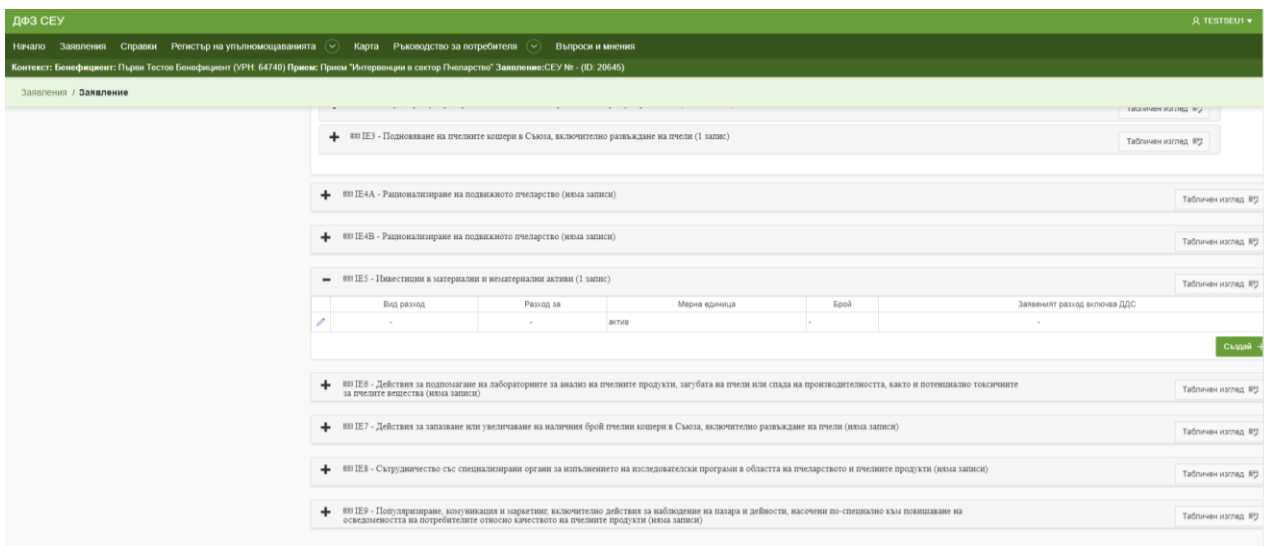 ДФЗ СЕУ
TESTSEU1
Начало Заявления Справки Регистър на упълномощаванията Карта Ръководство за потребителя Въпроси и мнения
Контекст: Бенефициент: Първи Тестов Бенефициент (УРН: 64740) Прием: Прием "Интервенции в сектор Пчеларство" Заявление:СЕУ № - (ID: 20645)
Заявления / Заявление
Табличен изглед
IE3 - Подновяване на пчелните кошери в Съюза, включително развъждане на пчели (1 запис)
Табличен изглед
IE4A - Рационализиране на подвижното пчеларство (няма записи)
Табличен изглед
IE4B - Рационализиране на подвижното пчеларство (няма записи)
Табличен изглед
IE5 - Инвестиции в материални и нематериални активи (1 запис)
Табличен изглед
Вид разход Разход за Мерна единица Брой Заявеният разход включва ДДС
- - актив - -
Създай
IE6 - Действия за подпомагане на лабораториите за анализ на пчелните продукти, загубата на пчели или спада на производителността, както и потенциално токсичните
за пчелите вещества (няма записи)
Табличен изглед
IE7 - Действия за запазване или увеличаване на наличния брой пчелни кошери в Съюза, включително развъждане на пчели (няма записи)
Табличен изглед
IE8 - Сътрудничество със специализирани органи за изпълнението на изследователски програми в областта на пчеларството и пчелните продукти (няма записи)
Табличен изглед
IE9 - Популяризиране, комуникация и маркетинг, включително действия за наблюдение на пазара и дейности, насочени по-специално към повишаване на
осведомеността на потребителите относно качеството на пчелните продукти (няма записи)
Табличен изглед